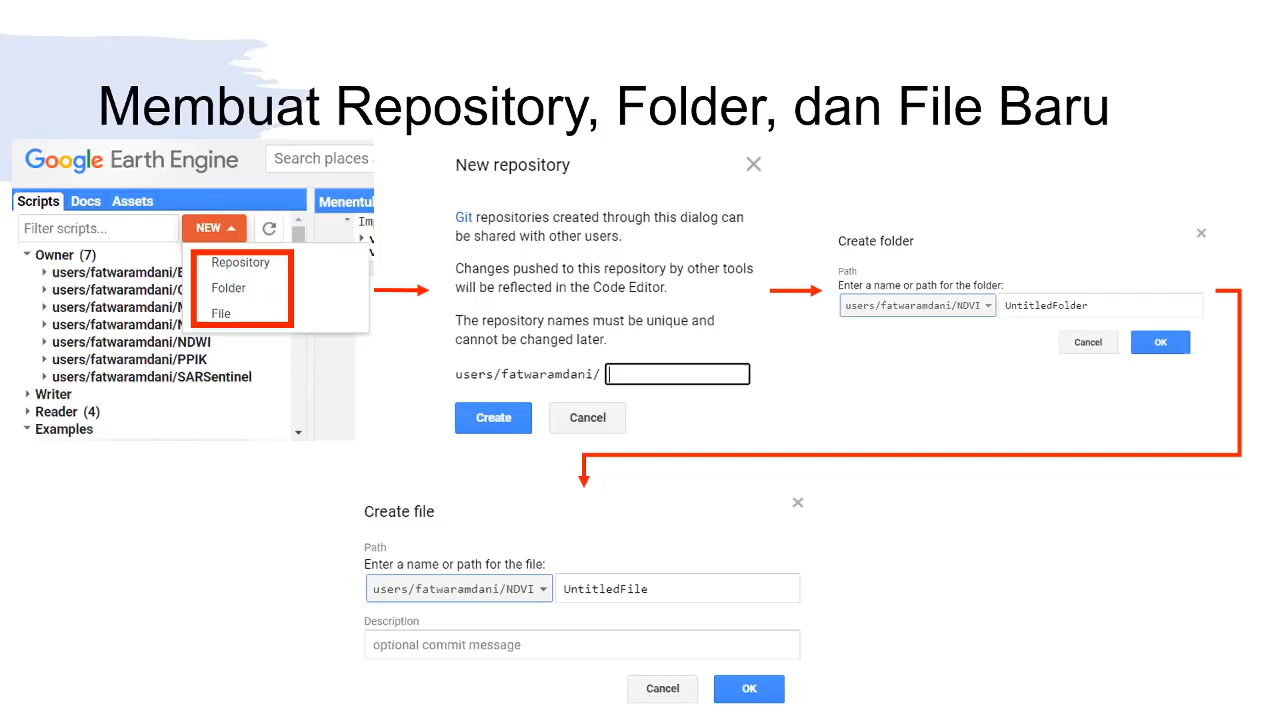 Membuat Repository, Folder, dan File Baru
Google Earth Engine
Search places
Scripts Docs Assets
Filter scripts...
NEW
Repository
Folder
File
Owner (7)
users/fatwaramdani/
users/fatwaramdani/
users/fatwaramdani/
users/fatwaramdani/
users/fatwaramdani/NDWI
users/fatwaramdani/PPIK
users/fatwaramdani/SARSentinel
Writer
Reader (4)
Examples
New repository
Git repositories created through this dialog can
be shared with other users.
Changes pushed to this repository by other tools
will be reflected in the Code Editor.
The repository names must be unique and
cannot be changed later.
users/fatwaramdani/
Create Cancel
Create folder
Path
Enter a name or path for the folder:
users/fatwaramdani/NDVI UntitledFolder
Cancel OK
Create file
Path
Enter a name or path for the file:
users/fatwaramdani/NDVI UntitledFile
Description
optional commit message
Cancel OK